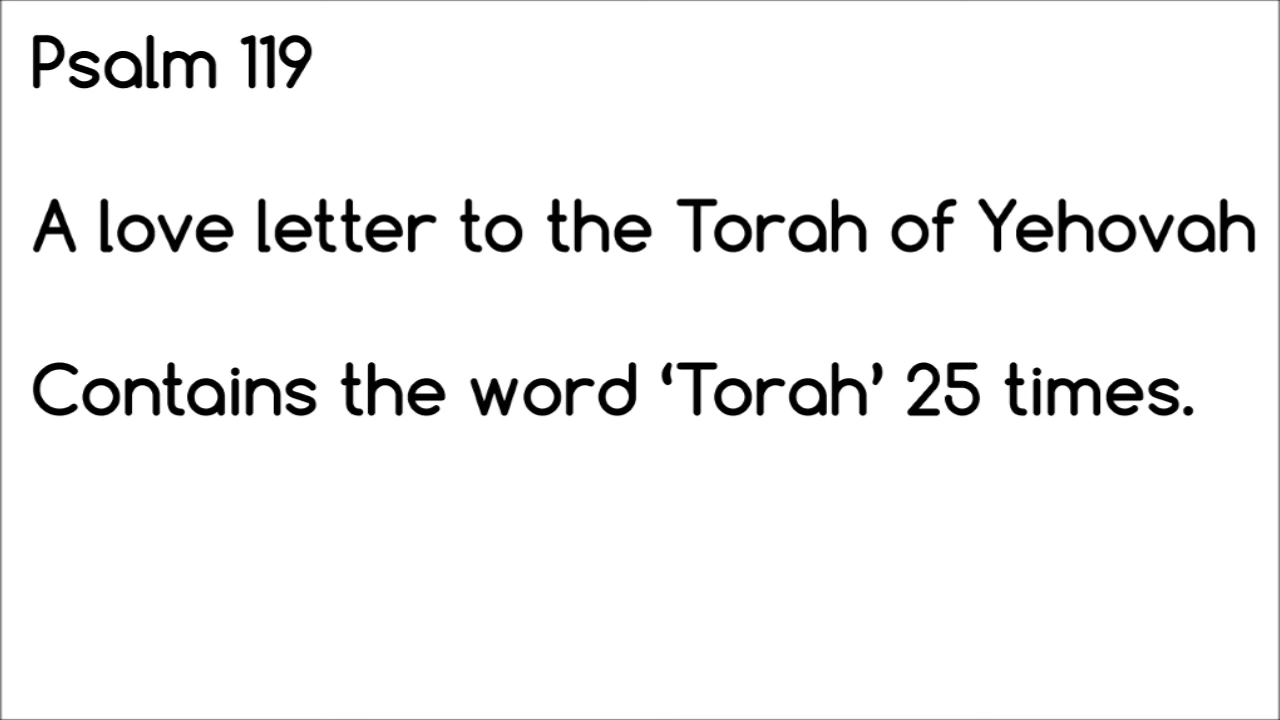 Psalm 119
A love letter to the Torah of Yehovah
Contains the word ‘Torah’ 25 times.